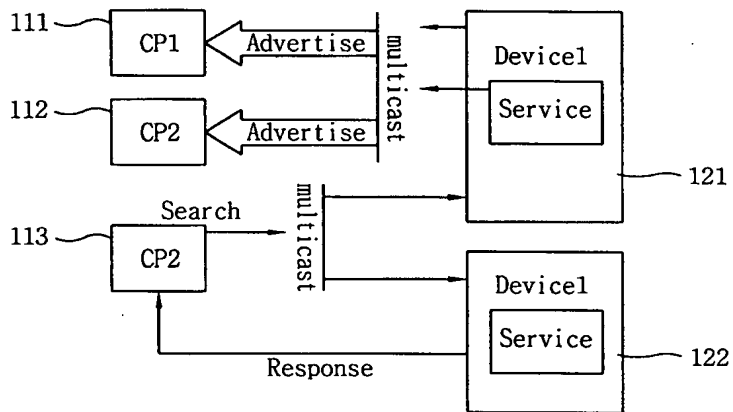 111
CP1
Advertise
multicast
Device1
112
CP2
Advertise
Service
121
Search
multicast
113
CP2
Device1
Service
Response
122